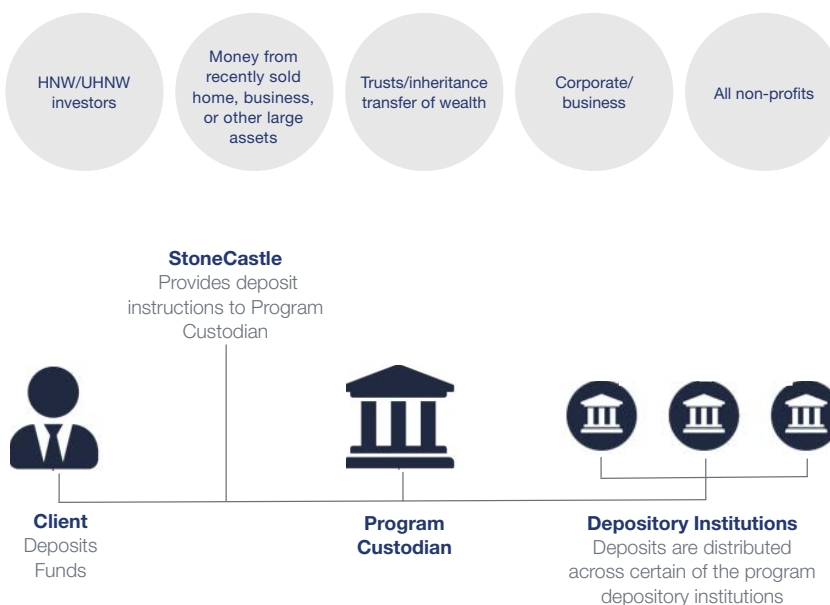 HNW/UHNW
investors
Money from
recently sold
home, business,
or other large
assets
Trusts/inheritance
transfer of wealth
Corporate/
business
All non-profits
StoneCastle
Provides deposit
instructions to Program
Custodian
Client
Deposits
Funds
Program
Custodian
Depository Institutions
Deposits are distributed
across certain of the program
depository institutions